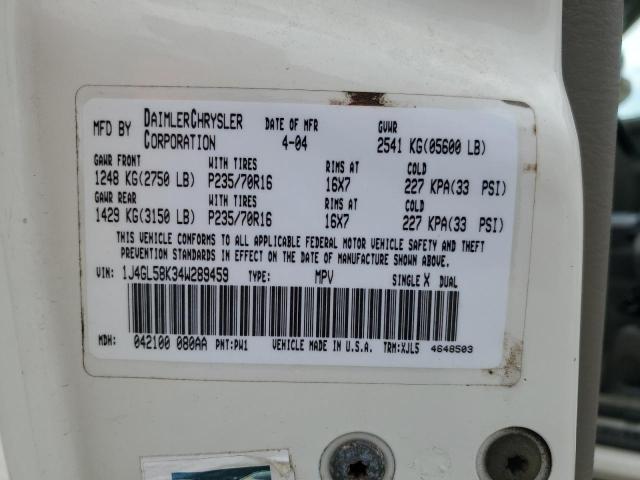 MFD BY DAIMLERCHRYSLER CORPORATION DATE OF MFR 4-04 GVWR 2541 KG(05600 LB)
GAWR FRONT WITH TIRES RIMS AT COLD
1248 KG(2750 LB) P235/70R16 16X7 227 KPA(33 PSI)
GAWR REAR WITH TIRES RIMS AT COLD
1429 KG(3150 LB) P235/70R16 16X7 227 KPA(33 PSI)
THIS VEHICLE CONFORMS TO ALL APPLICABLE FEDERAL MOTOR VEHICLE SAFETY AND THEFT
PREVENTION STANDARDS IN EFFECT ON THE DATE OF MANUFACTURE SHOWN ABOVE.
VIN: 1J4GL58K34W289459 TYPE: MPV SINGLE X DUAL
MDH: 042100 080AA PNT:PW1 VEHICLE MADE IN U.S.A. TRM:XJL5 4648503